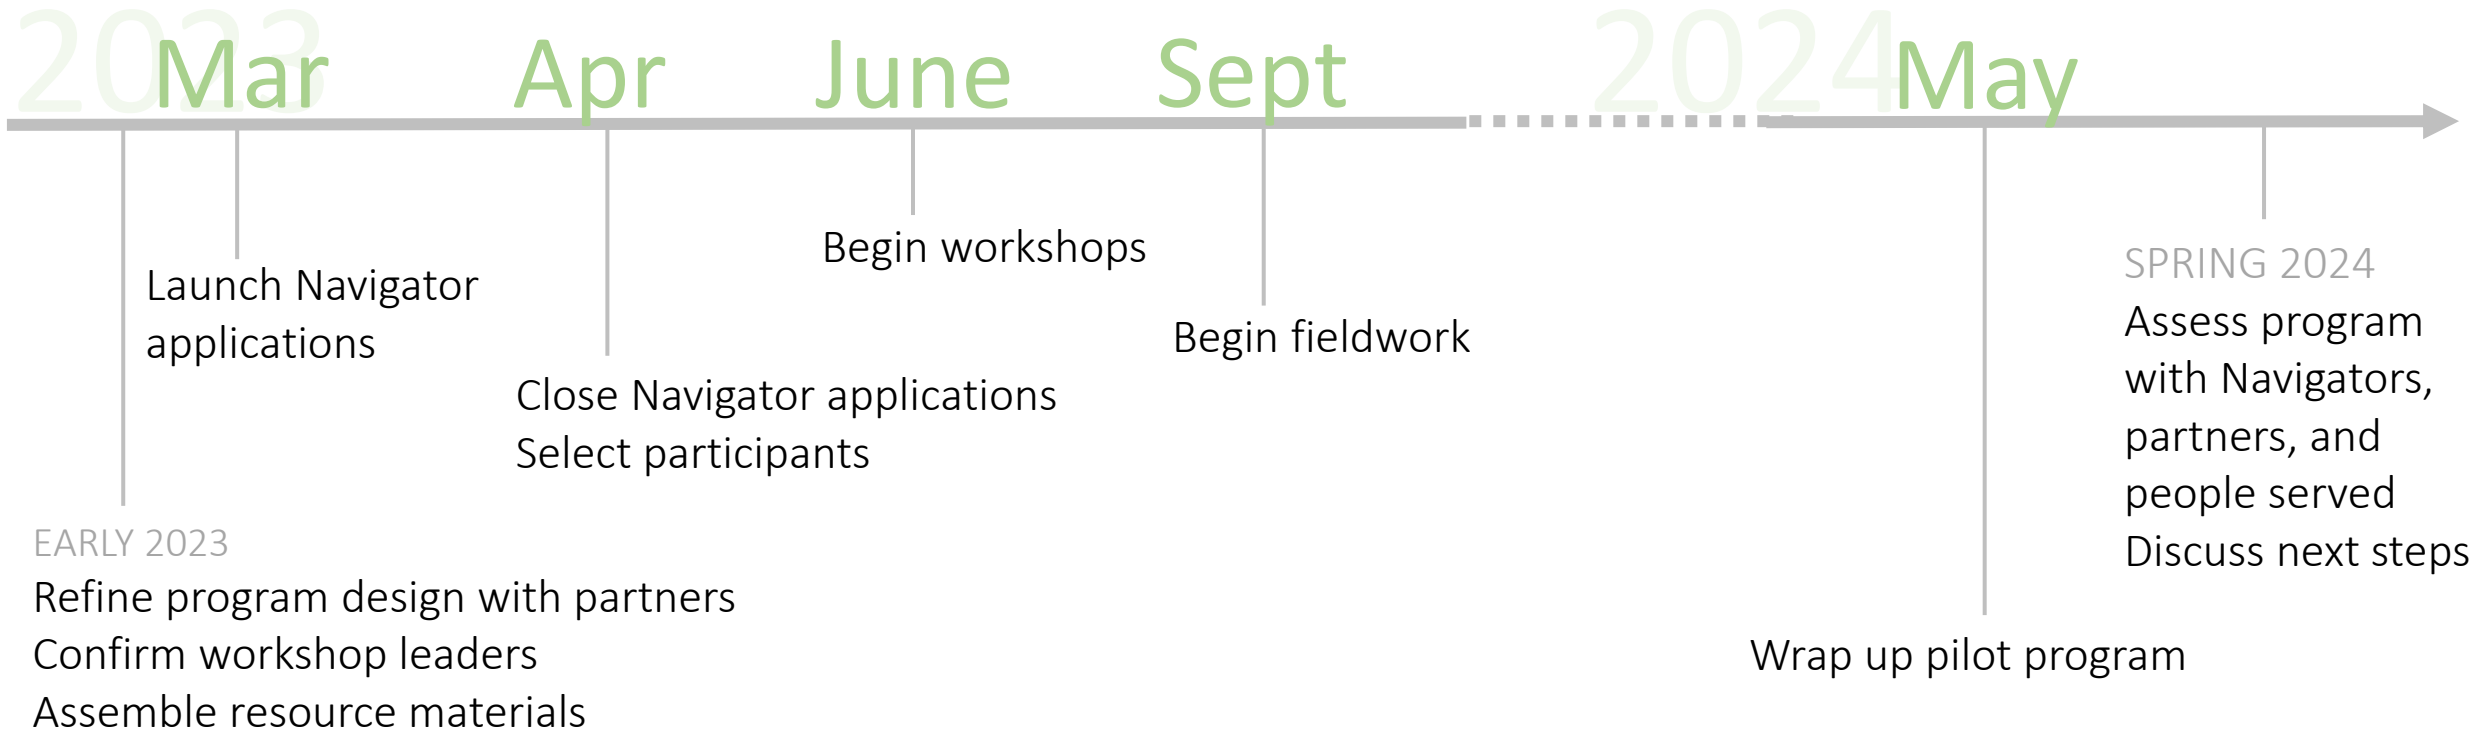 2023
Mar
Apr
June
Sept
2024
May
Launch Navigator
applications
Close Navigator applications
Select participants
Begin workshops
Begin fieldwork
EARLY 2023
Refine program design with partners
Confirm workshop leaders
Assemble resource materials
Wrap up pilot program
SPRING 2024
Assess program
with Navigators,
partners, and
people served
Discuss next steps